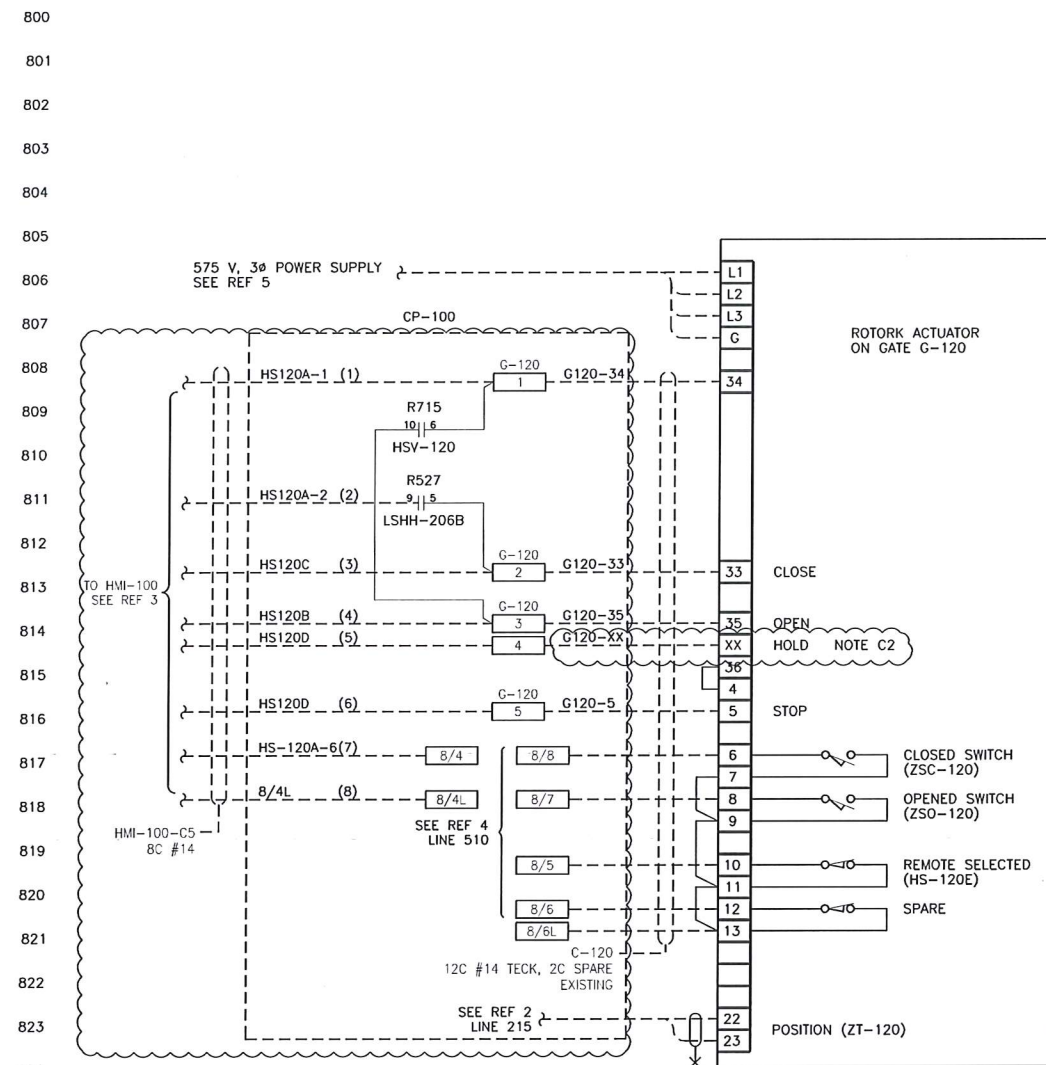 800
801
802
803
804
805
575 V, 3ø POWER SUPPLY
SEE REF 5
L1
806
L2
807
CP-100
L3
G
ROTORK ACTUATOR
ON GATE G-120
808
HS120A-1 (1)
G-120
1
G120-34
34
809
R715
10 6
HSV-120
810
R527
811
HS120A-2 (2)
9 5
LSHH-206B
812
G-120
HS120C (3)
2
G120-33
33
CLOSE
813
TO HMI-100
SEE REF 3
G-120
HS120B (4)
3
G120-35
35
OPEN
814
HS120D (5)
4
G120-XX
XX
HOLD NOTE C2
815
36
4
G-120
816
HS120D (6)
5
G120-5
5
STOP
817
HS-120A-6(7)
8/4
8/8
6
CLOSED SWITCH
(ZSC-120)
7
818
8/4L (8)
8/4L
8/7
8
OPENED SWITCH
(ZSO-120)
SEE REF 4
LINE 510
9
HMI-100-C5
8C #14
819
8/5
10
REMOTE SELECTED
(HS-120E)
11
820
8/6
12
SPARE
821
8/6L
13
C-120
12C #14 TECK, 2C SPARE
EXISTING
822
SEE REF 2
LINE 215
22
823
23
POSITION (ZT-120)